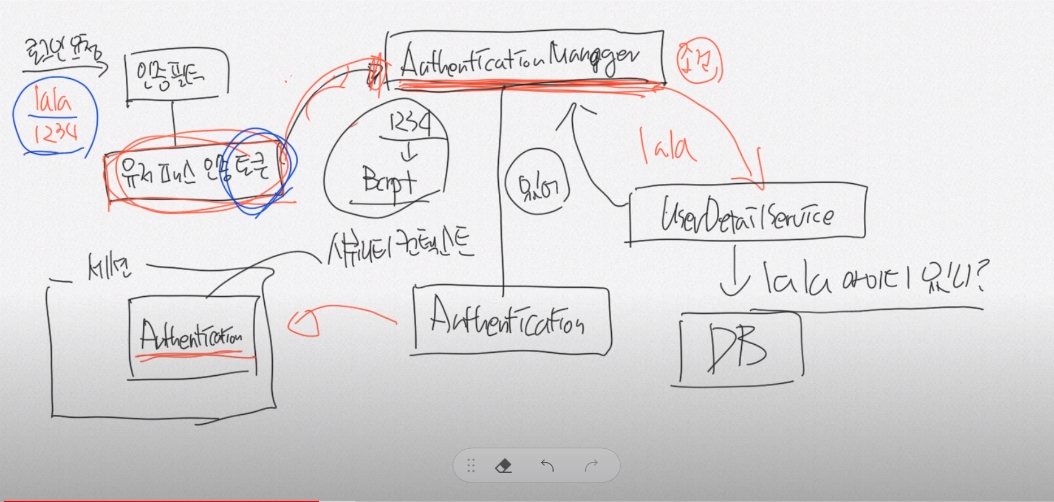 로그인 요청
lala
1234
인증필터
유저 패스 인증 토큰
AuthenticationManager
조건
1234
Bcrpt
있어
lala
UserDetailService
lala 아이디 있니?
DB
시큐리티 컨텍스트
세션
Authentication
Authentication